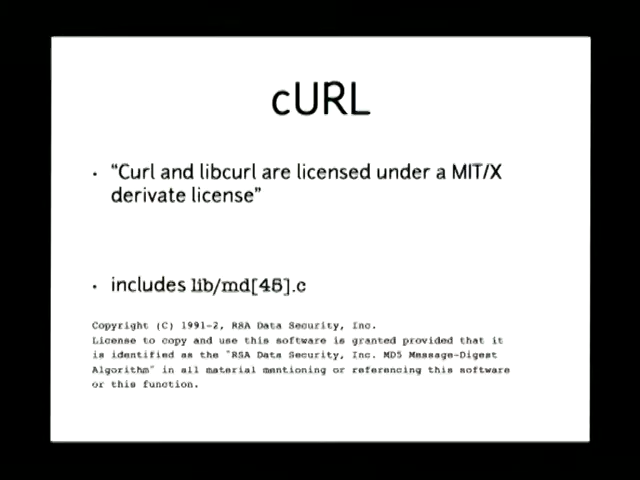 cURL
• "Curl and libcurl are licensed under a MIT/X
derivate license"
• includes lib/md[45].c
Copyright (C) 1991-2, RSA Data Security, Inc.
License to copy and use this software is granted provided that it
is identified as the "RSA Data Security, Inc. MD5 Message-Digest
Algorithm" in all material mentioning or referencing this software
or this function.